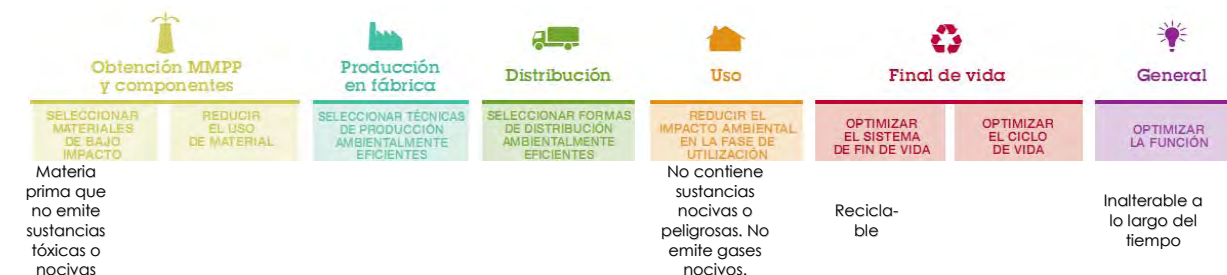 Obtención MMPP
y componentes
Producción
en fábrica
Distribución
Uso
Final de vida
General
SELECCIONAR
MATERIALES
DE BAJO
IMPACTO
REDUCIR
EL USO
DE MATERIAL
SELECCIONAR TÉCNICAS
DE PRODUCCIÓN
AMBIENTALMENTE
EFICIENTES
SELECCIONAR FORMAS
DE DISTRIBUCIÓN
AMBIENTALMENTE
EFICIENTES
REDUCIR EL
IMPACTO AMBIENTAL
EN LA FASE DE
UTILIZACIÓN
OPTIMIZAR
EL SISTEMA
DE FIN DE VIDA
OPTIMIZAR
EL CICLO
DE VIDA
OPTIMIZAR
LA FUNCIÓN
Materia
prima que
no emite
sustancias
tóxicas o
nocivas
No contiene
sustancias
nocivas o
peligrosas. No
emite gases
nocivos.
Recicla-
ble
Inalterable a
lo largo del
tiempo